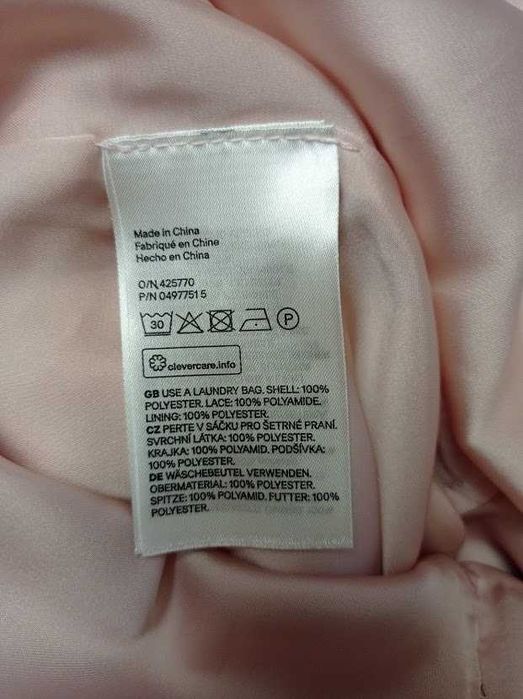 Made in China
Fabriqué en Chine
Hecho en China
O/N 425770
P/N 0497751 5
30 P
clevercare.info
GB USE A LAUNDRY BAG. SHELL: 100%
POLYESTER. LACE: 100% POLYAMIDE.
LINING: 100% POLYESTER.
CZ PERTE V SÁČKU PRO ŠETRNÉ PRANÍ.
SVRCHNÍ LÁTKA: 100% POLYESTER.
KRAJKA: 100% POLYAMID. PODŠÍVKA:
100% POLYESTER.
DE WÄSCHEBEUTEL VERWENDEN.
OBERMATERIAL: 100% POLYESTER.
SPITZE: 100% POLYAMID. FUTTER: 100%
POLYESTER.